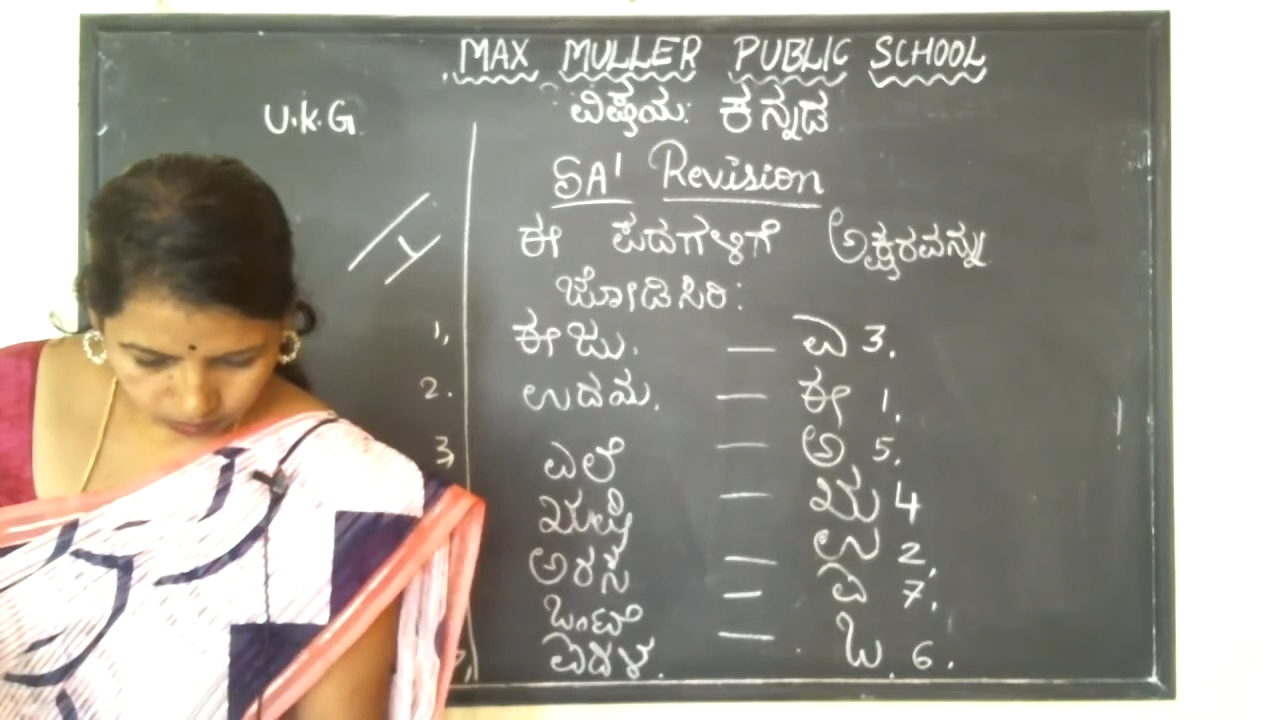 MAX MULLER PUBLIC SCHOOL
U.K.G
ವಿಷಯ: ಕನ್ನಡ
SA1 Revision
ಈ ಪದಗಳಿಗೆ ಅಕ್ಷರವನ್ನು
ಜೋಡಿಸಿರಿ:
1, ಈಜು. — ಎ 3.
2. ಉದಮ. — ಈ 1.
3, ಎಲೆ — ಅ 5.
ಋಷಿ — ಋ 4
ಅರಸ — ಉ 2.
ಒಂಟೆ — ಐ 7.
ಐದಳ. — ಒ 6.